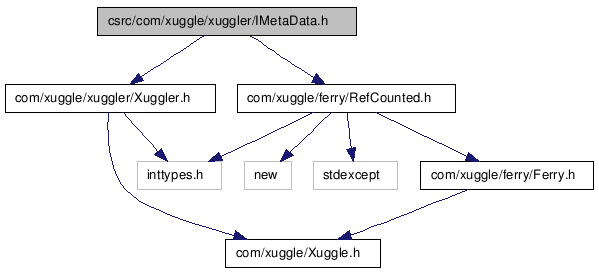 csrc/com/xuggle/xuggler/IMetaData.h
com/xuggle/xuggler/Xuggler.h
com/xuggle/ferry/RefCounted.h
inttypes.h
new
stdexcept
com/xuggle/ferry/Ferry.h
com/xuggle/Xuggle.h